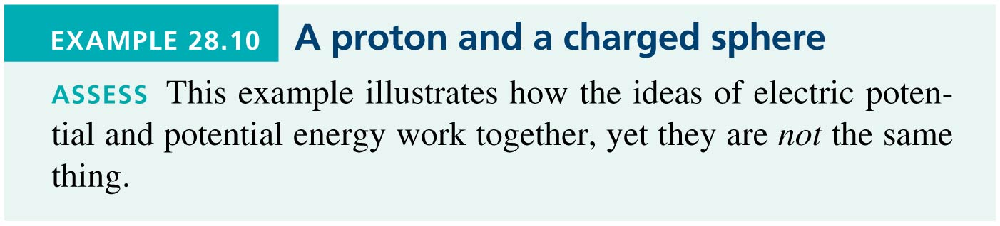 EXAMPLE 28.10 A proton and a charged sphere
ASSESS This example illustrates how the ideas of electric poten-
tial and potential energy work together, yet they are not the same
thing.